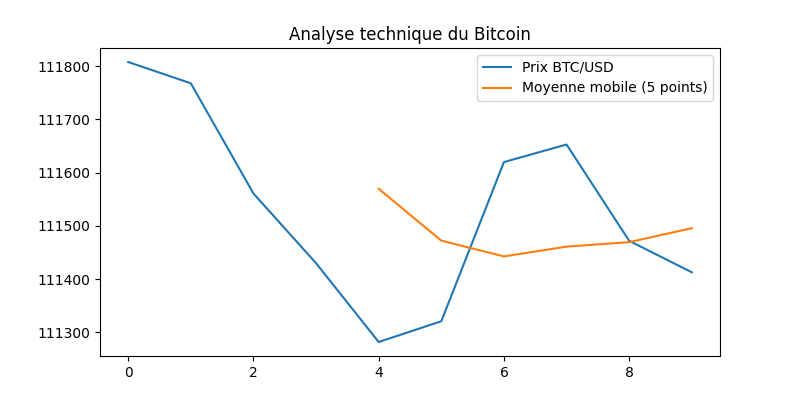 Analyse technique du Bitcoin
Prix BTC/USD
Moyenne mobile (5 points)
111800
111700
111600
111500
111400
111300
0 2 4 6 8